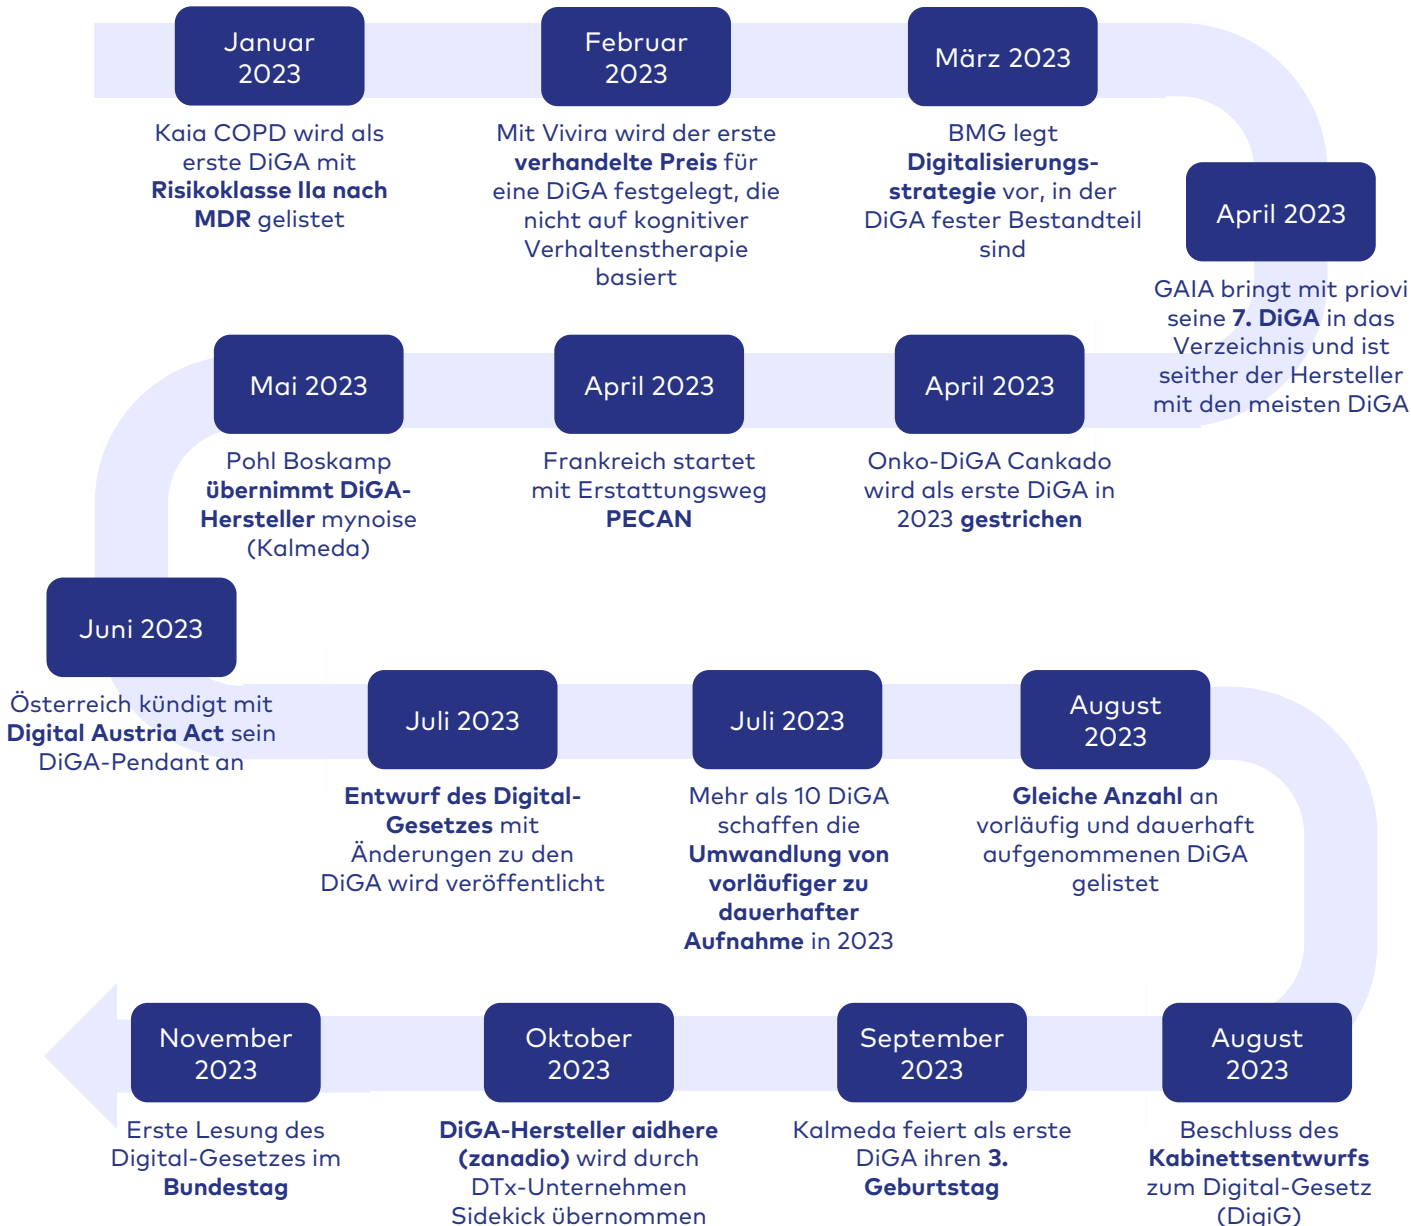 Januar
2023
Kaia COPD wird als
erste DiGA mit
Risikoklasse IIa nach
MDR gelistet
Februar
2023
Mit Vivira wird der erste
verhandelte Preis für
eine DiGA festgelegt, die
nicht auf kognitiver
Verhaltenstherapie
basiert
März 2023
BMG legt
Digitalisierungs-
strategie vor, in der
DiGA fester Bestandteil
sind
April 2023
GAIA bringt mit priovi
seine 7. DiGA in das
Verzeichnis und ist
seither der Hersteller
mit den meisten DiGA
April 2023
Onko-DiGA Cankado
wird als erste DiGA in
2023 gestrichen
April 2023
Frankreich startet
mit Erstattungsweg
PECAN
Mai 2023
Pohl Boskamp
übernimmt DiGA-
Hersteller mynoise
(Kalmeda)
Juni 2023
Österreich kündigt mit
Digital Austria Act sein
DiGA-Pendant an
Juli 2023
Entwurf des Digital-
Gesetzes mit
Änderungen zu den
DiGA wird veröffentlicht
Juli 2023
Mehr als 10 DiGA
schaffen die
Umwandlung von
vorläufiger zu
dauerhafter
Aufnahme in 2023
August
2023
Gleiche Anzahl an
vorläufig und dauerhaft
aufgenommenen DiGA
gelistet
August
2023
Beschluss des
Kabinettsentwurfs
zum Digital-Gesetz
(DigiG)
September
2023
Kalmeda feiert als erste
DiGA ihren 3.
Geburtstag
Oktober
2023
DiGA-Hersteller aidhere
(zanadio) wird durch
DTx-Unternehmen
Sidekick übernommen
November
2023
Erste Lesung des
Digital-Gesetzes im
Bundestag